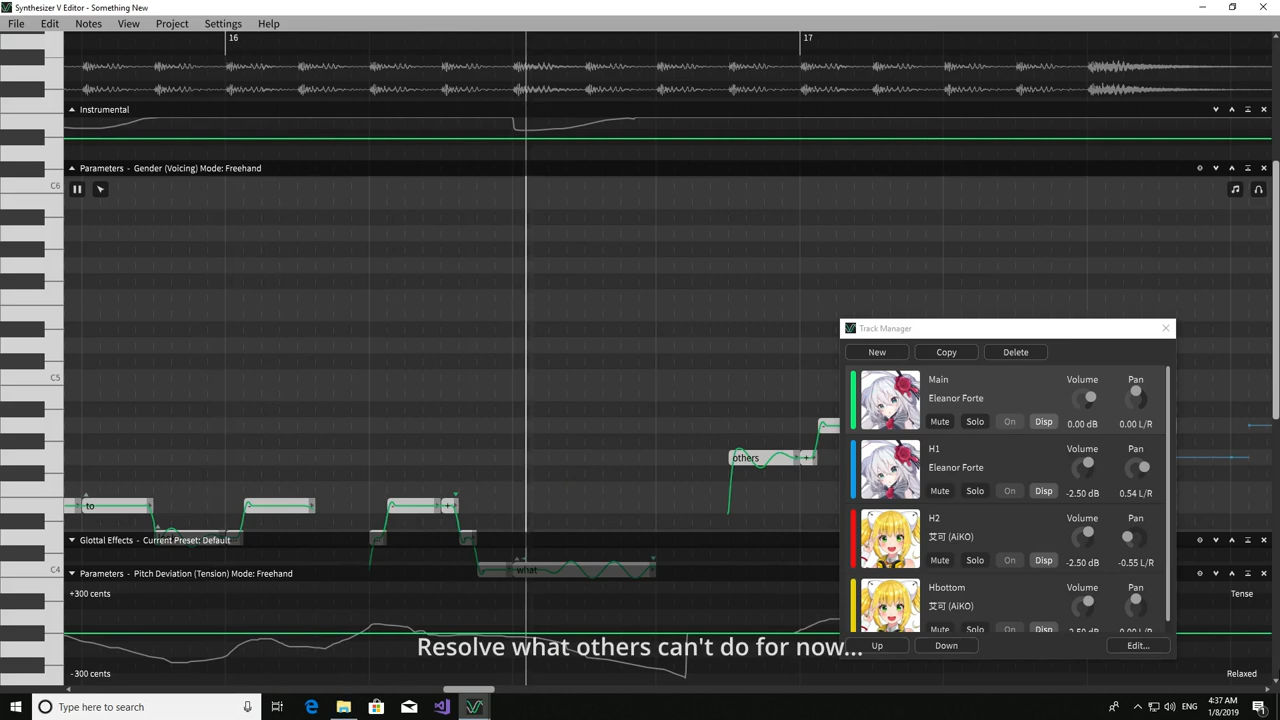 Synthesizer V Editor - Something New
File Edit Notes View Project Settings Help
16 17
Instrumental
Parameters - Gender (Voicing) Mode: Freehand
C6
C5
Track Manager
New Copy Delete
Main Volume Pan
Eleanor Forte
Mute Solo On Disp 0.00 dB 0.00 L/R
H1 Volume Pan
Eleanor Forte
Mute Solo On Disp -2.50 dB 0.54 L/R
H2 Volume Pan
艾可 (AiKO)
Mute Solo On Disp -2.50 dB -0.55 L/R
Hbottom Volume Pan
艾可 (AiKO)
Mute Solo On Disp -2.50 dB 0.00 L/R
Up Down Edit...
others +
to +
Glottal Effects - Current Preset: Default
C4 what
Parameters - Pitch Deviation (Tension) Mode: Freehand
+300 cents Tense
Resolve what others can't do for now...
-300 cents Relaxed
Type here to search
ENG 4:37 AM
1/8/2019 1